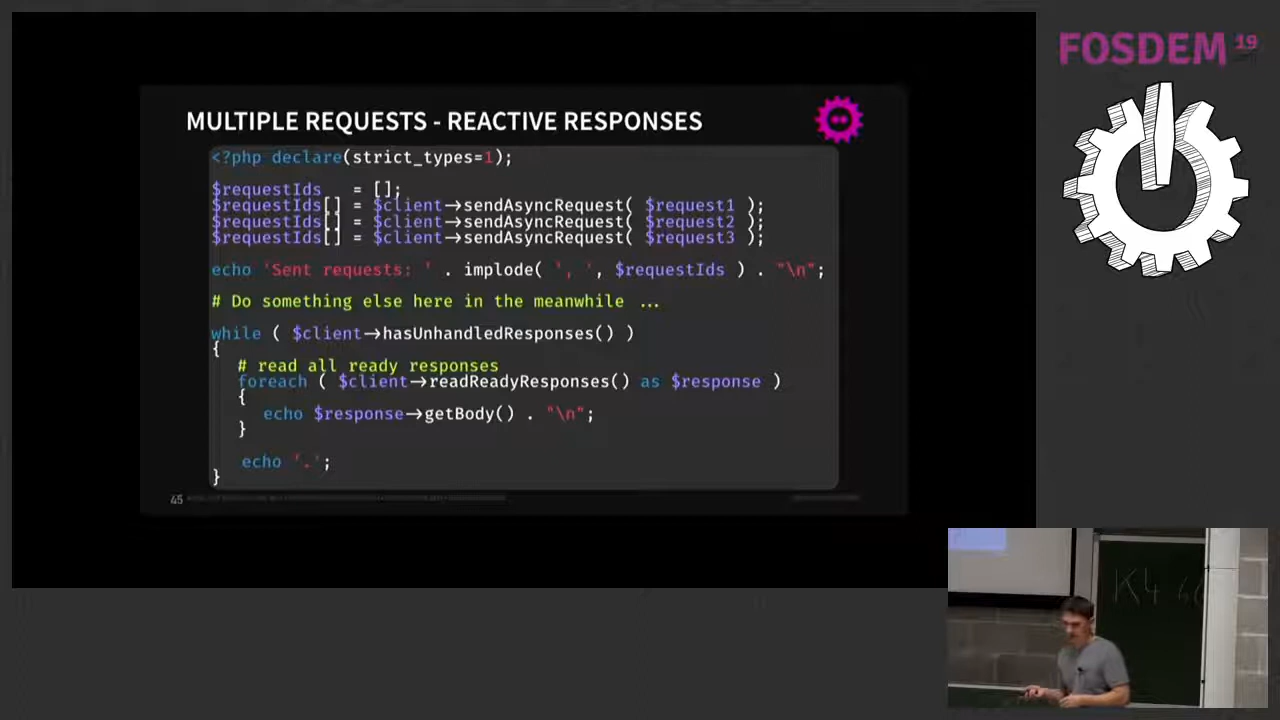 FOSDEM 19
MULTIPLE REQUESTS - REACTIVE RESPONSES
<?php declare(strict_types=1);
$requestIds   = [];
$requestIds[] = $client->sendAsyncRequest( $request1 );
$requestIds[] = $client->sendAsyncRequest( $request2 );
$requestIds[] = $client->sendAsyncRequest( $request3 );
echo 'Sent requests: ' . implode( ', ', $requestIds ) . "\n";
# Do something else here in the meanwhile ...
while ( $client->hasUnhandledResponses() )
{
# read all ready responses
foreach ( $client->readReadyResponses() as $response )
{
echo $response->getBody() . "\n";
}
echo '.';
}
45
K4